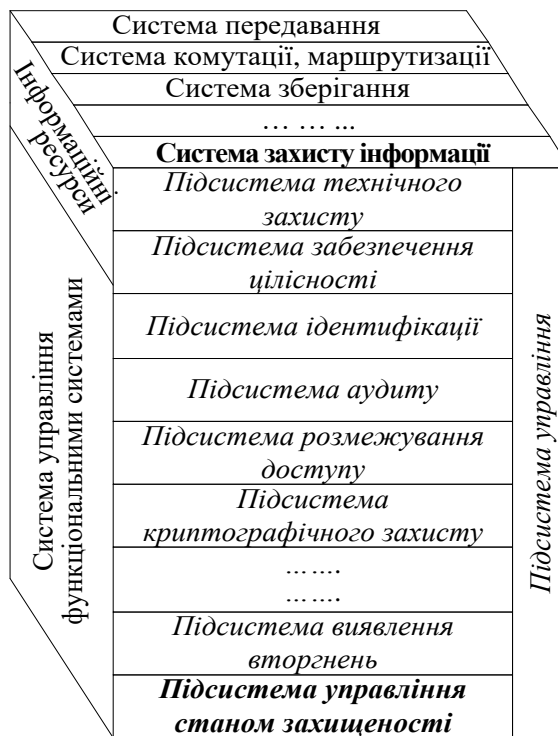 Система передавання
Система комутації, маршрутизації
Система зберігання
… … ...
Система захисту інформації
Інформаційні
ресурси
Підсистема технічного
захисту
Підсистема забезпечення
цілісності
Підсистема ідентифікації
Підсистема аудиту
Підсистема розмежування
доступу
Підсистема
криптографічного захисту
…….
…….
Підсистема виявлення
вторгнень
Підсистема управління
станом захищеності
Система управління
функціональними системами
Підсистема управління